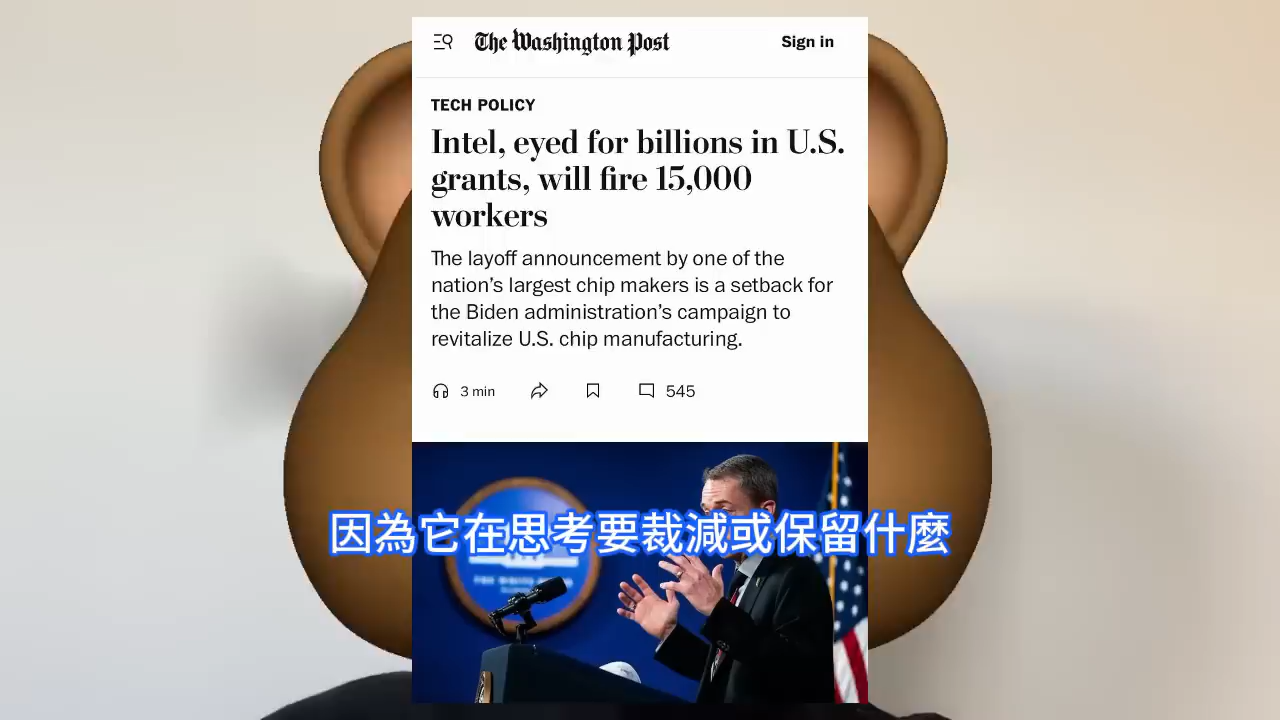 The Washington Post
Sign in
TECH POLICY
Intel, eyed for billions in U.S.
grants, will fire 15,000
workers
The layoff announcement by one of the
nation's largest chip makers is a setback for
the Biden administration's campaign to
revitalize U.S. chip manufacturing.
3 min
545
因為它在思考要裁減或保留什麼